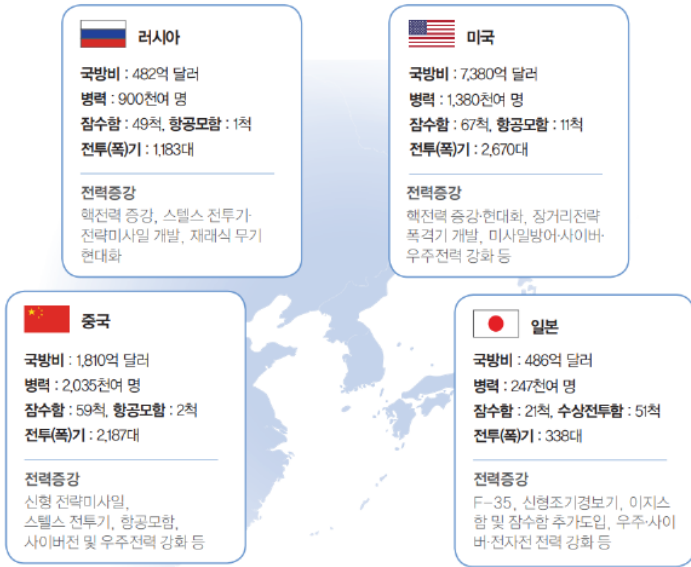 러시아
국방비 : 482억 달러
병력 : 900천여 명
잠수함 : 49척, 항공모함 : 1척
전투(폭)기 : 1,183대
전력증강
핵전력 증강, 스텔스 전투기·
전략미사일 개발, 재래식 무기
현대화
미국
국방비 : 7,380억 달러
병력 : 1,380천여 명
잠수함 : 67척, 항공모함 : 11척
전투(폭)기 : 2,670대
전력증강
핵전력 증강·현대화, 장거리전략
폭격기 개발, 미사일방어·사이버·
우주전력 강화 등
중국
국방비 : 1,810억 달러
병력 : 2,035천여 명
잠수함 : 59척, 항공모함 : 2척
전투(폭)기 : 2,187대
전력증강
신형 전략미사일,
스텔스 전투기, 항공모함,
사이버전 및 우주전력 강화 등
일본
국방비 : 486억 달러
병력 : 247천여 명
잠수함 : 21척, 수상전투함 : 51척
전투(폭)기 : 338대
전력증강
F-35, 신형조기경보기, 이지스
함 및 잠수함 추가도입, 우주·사이
버·전자전 전력 강화 등